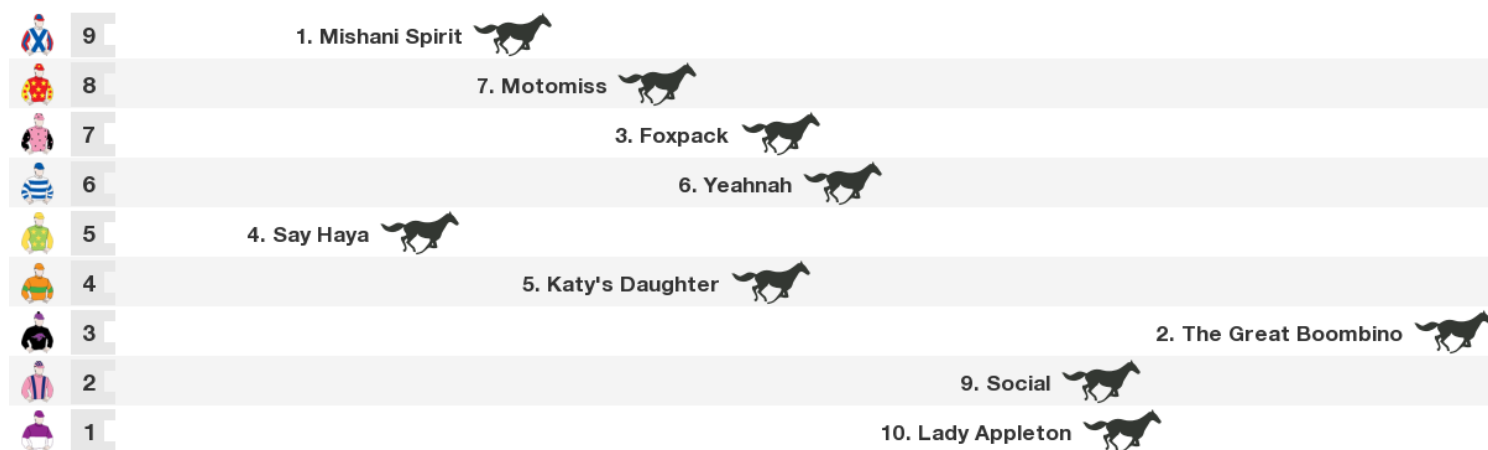 9 1. Mishani Spirit
8 7. Motomiss
7 3. Foxpack
6 6. Yeahnah
5 4. Say Haya
4 5. Katy's Daughter
3 2. The Great Boombino
2 9. Social
1 10. Lady Appleton